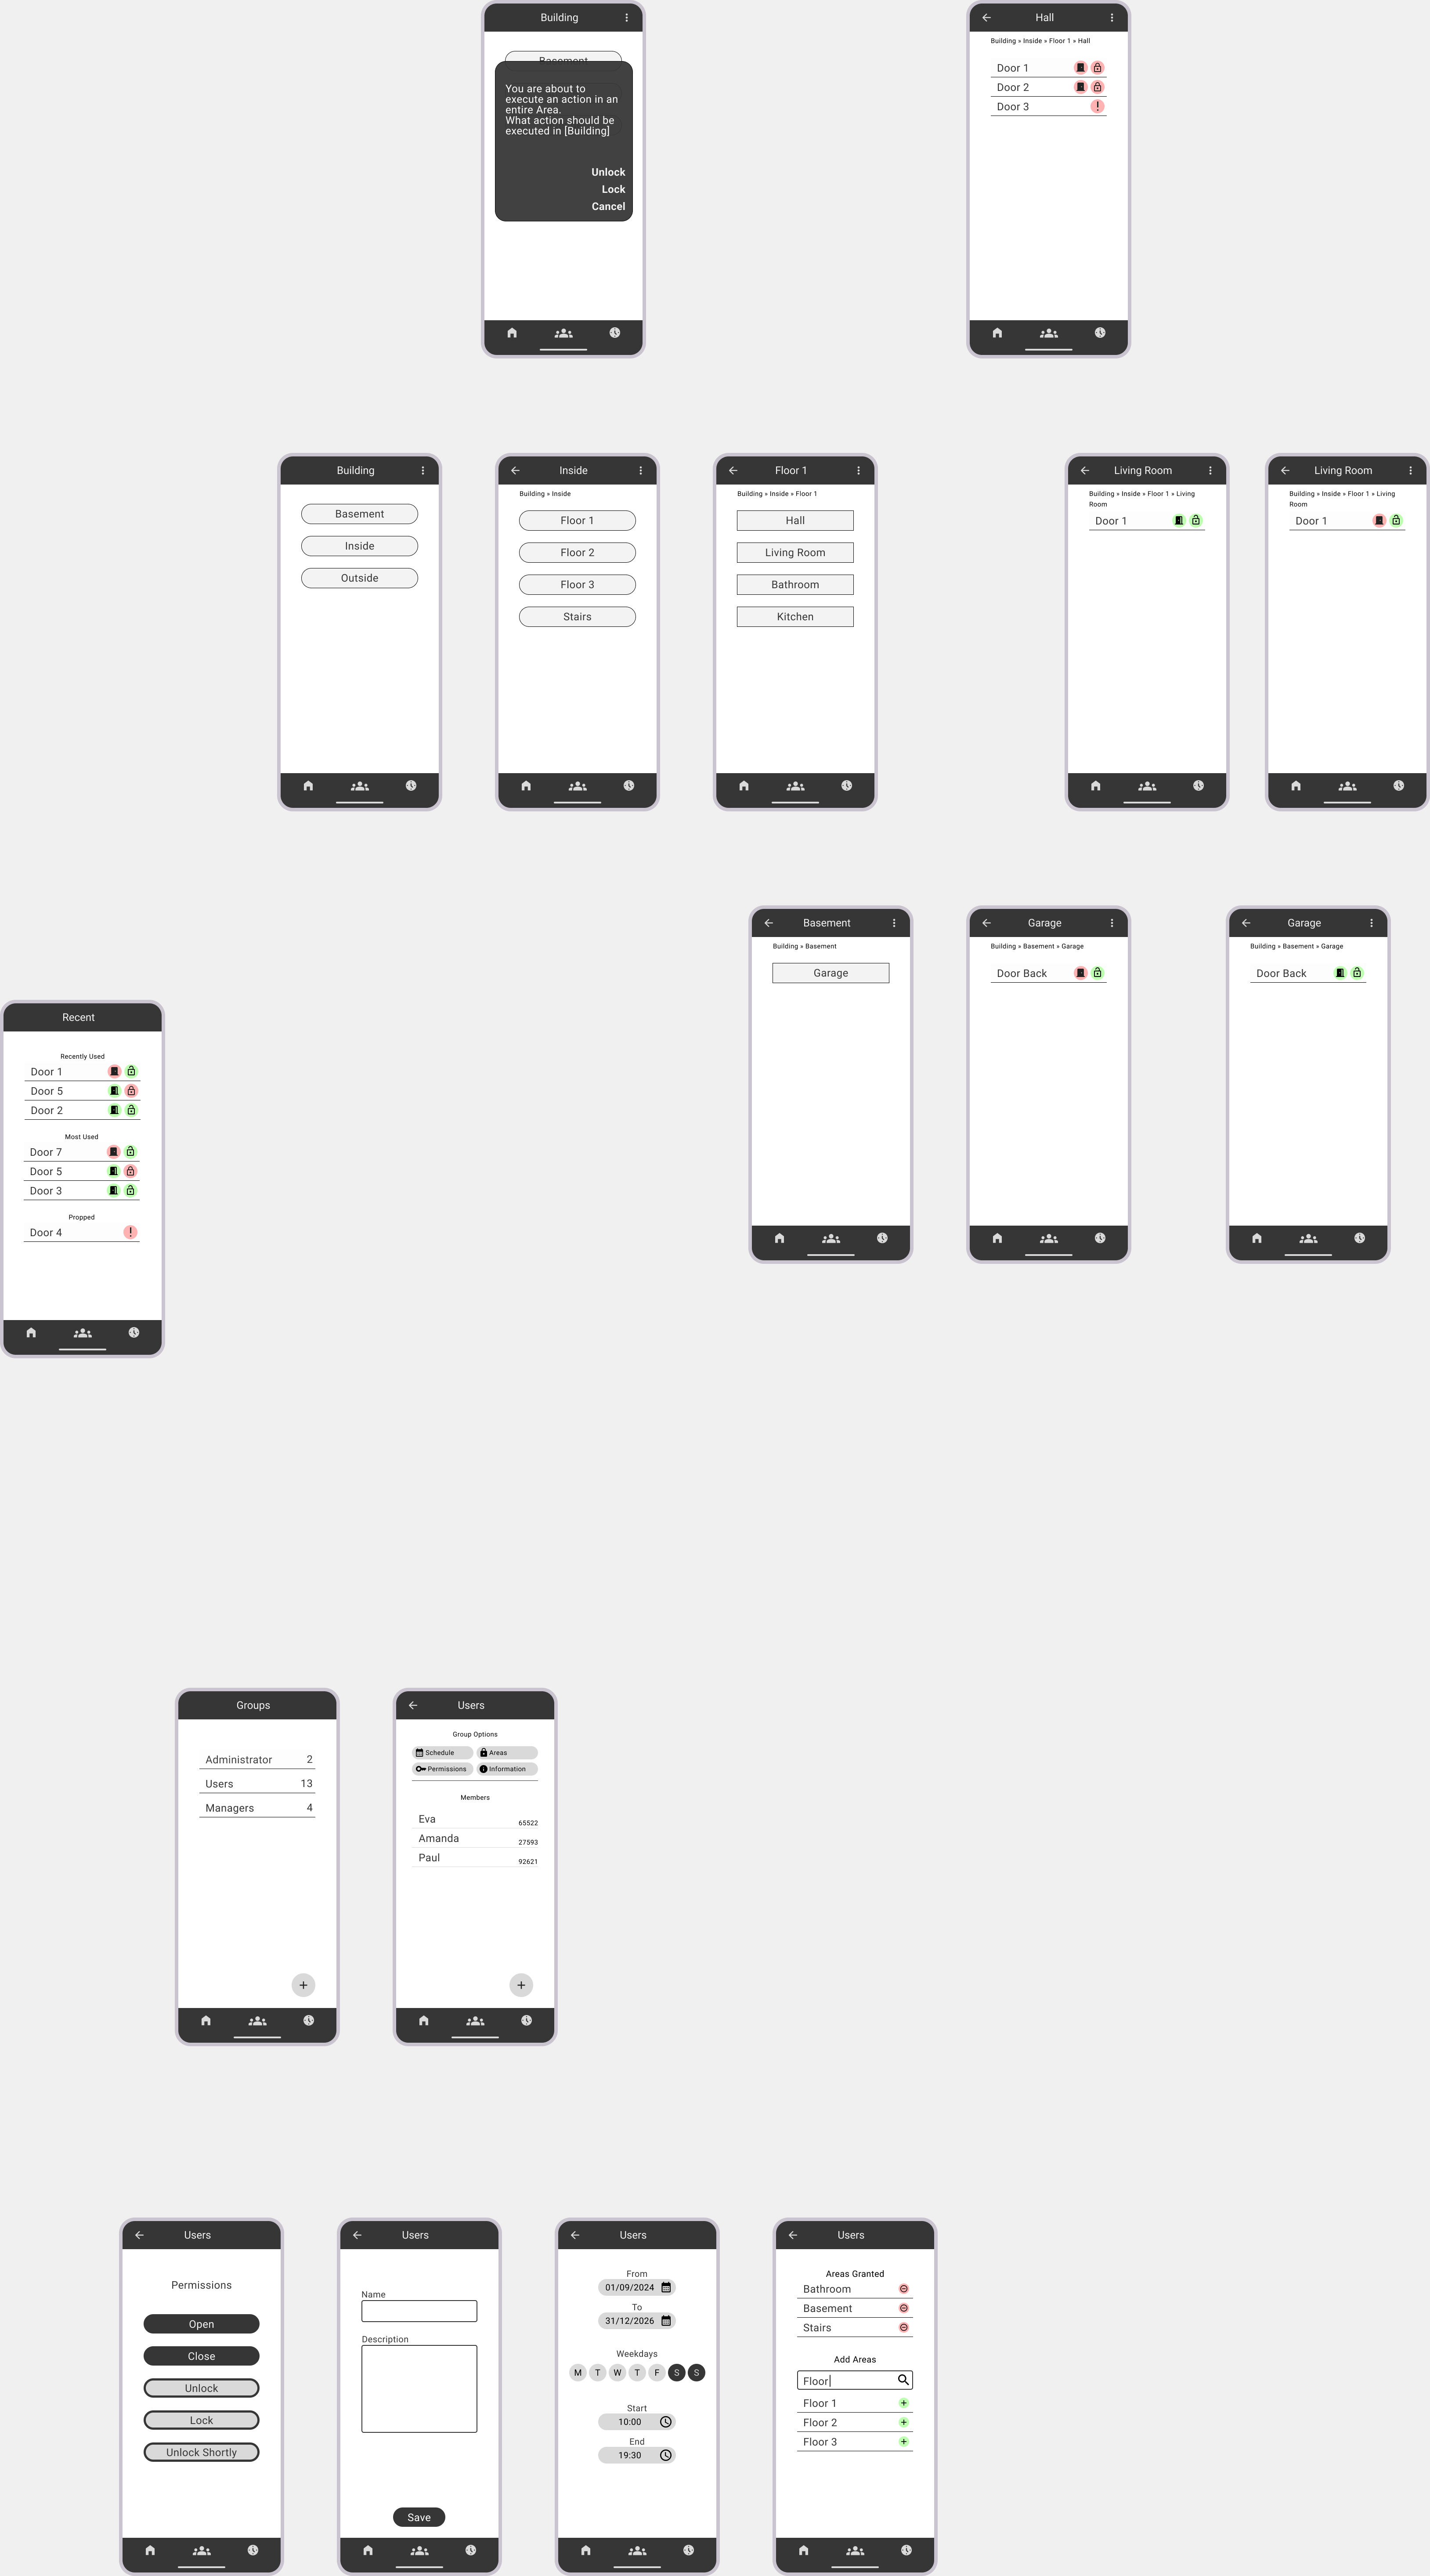 Building
Basement
You are about to
execute an action in an
entire Area.
What action should be
executed in [Building]
Unlock
Lock
Cancel
Hall
Building » Inside » Floor 1 » Hall
Door 1
Door 2
Door 3
!
Building
Basement
Inside
Outside
Inside
Building » Inside
Floor 1
Floor 2
Floor 3
Stairs
Floor 1
Building » Inside » Floor 1
Hall
Living Room
Bathroom
Kitchen
Living Room
Building » Inside » Floor 1 » Living
Room
Door 1
Living Room
Building » Inside » Floor 1 » Living
Room
Door 1
Basement
Building » Basement
Garage
Garage
Building » Basement » Garage
Door Back
Garage
Building » Basement » Garage
Door Back
Recent
Recently Used
Door 1
Door 5
Door 2
Most Used
Door 7
Door 5
Door 3
Propped
Door 4
!
Groups
Administrator 2
Users 13
Managers 4
+
Users
Group Options
Schedule Areas
Permissions Information
Members
Eva 65522
Amanda 27593
Paul 92621
+
Users
Permissions
Open
Close
Unlock
Lock
Unlock Shortly
Users
Name
Description
Save
Users
From
01/09/2024
To
31/12/2026
Weekdays
M T W T F S S
Start
10:00
End
19:30
Users
Areas Granted
Bathroom
Basement
Stairs
Add Areas
Floor
Floor 1 +
Floor 2 +
Floor 3 +